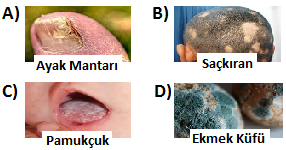 A)
Ayak Mantarı
B)
Saçkıran
C)
Pamukçuk
D)
Ekmek Küfü